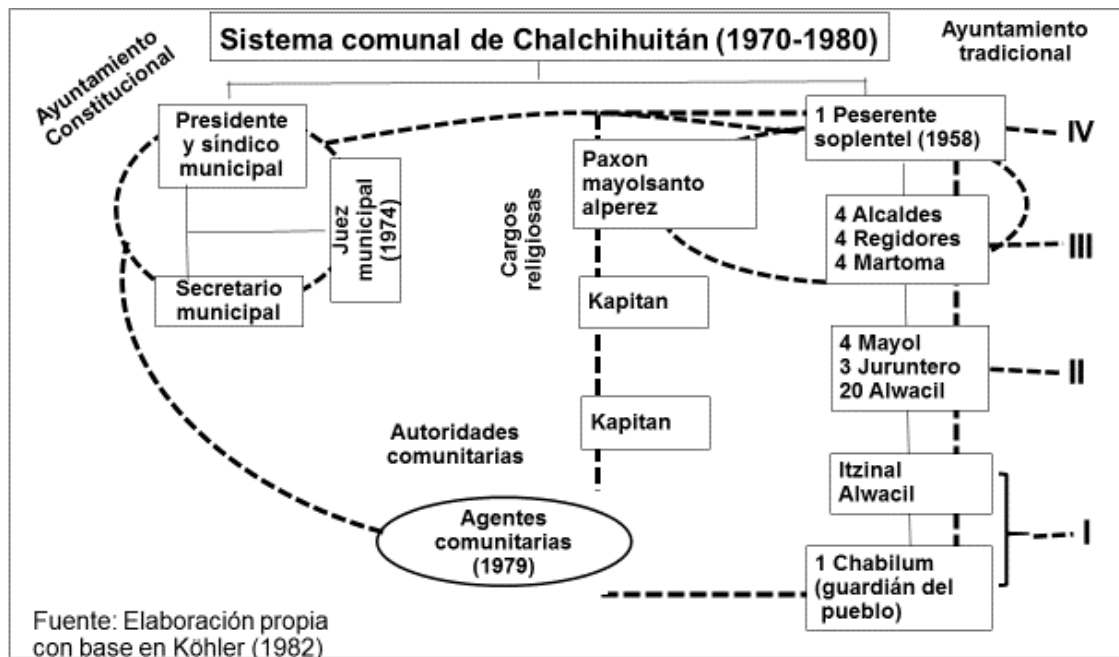 Sistema comunal de Chalchihuitán (1970-1980)
Ayuntamiento
Constitucional
Ayuntamiento
tradicional
Presidente
y síndico
municipal
Juez
municipal
(1974)
Secretario
municipal
Cargos
religiosas
Paxon
mayolsanto
alperez
Kapitan
Kapitan
1 Peserente
soplentel (1958)
IV
4 Alcaldes
4 Regidores
4 Martoma
III
4 Mayol
3 Juruntero
20 Alwacil
II
Itzinal
Alwacil
I
1 Chabilum
(guardián del
pueblo)
Autoridades
comunitarias
Agentes
comunitarias
(1979)
Fuente: Elaboración propia
con base en Köhler (1982)